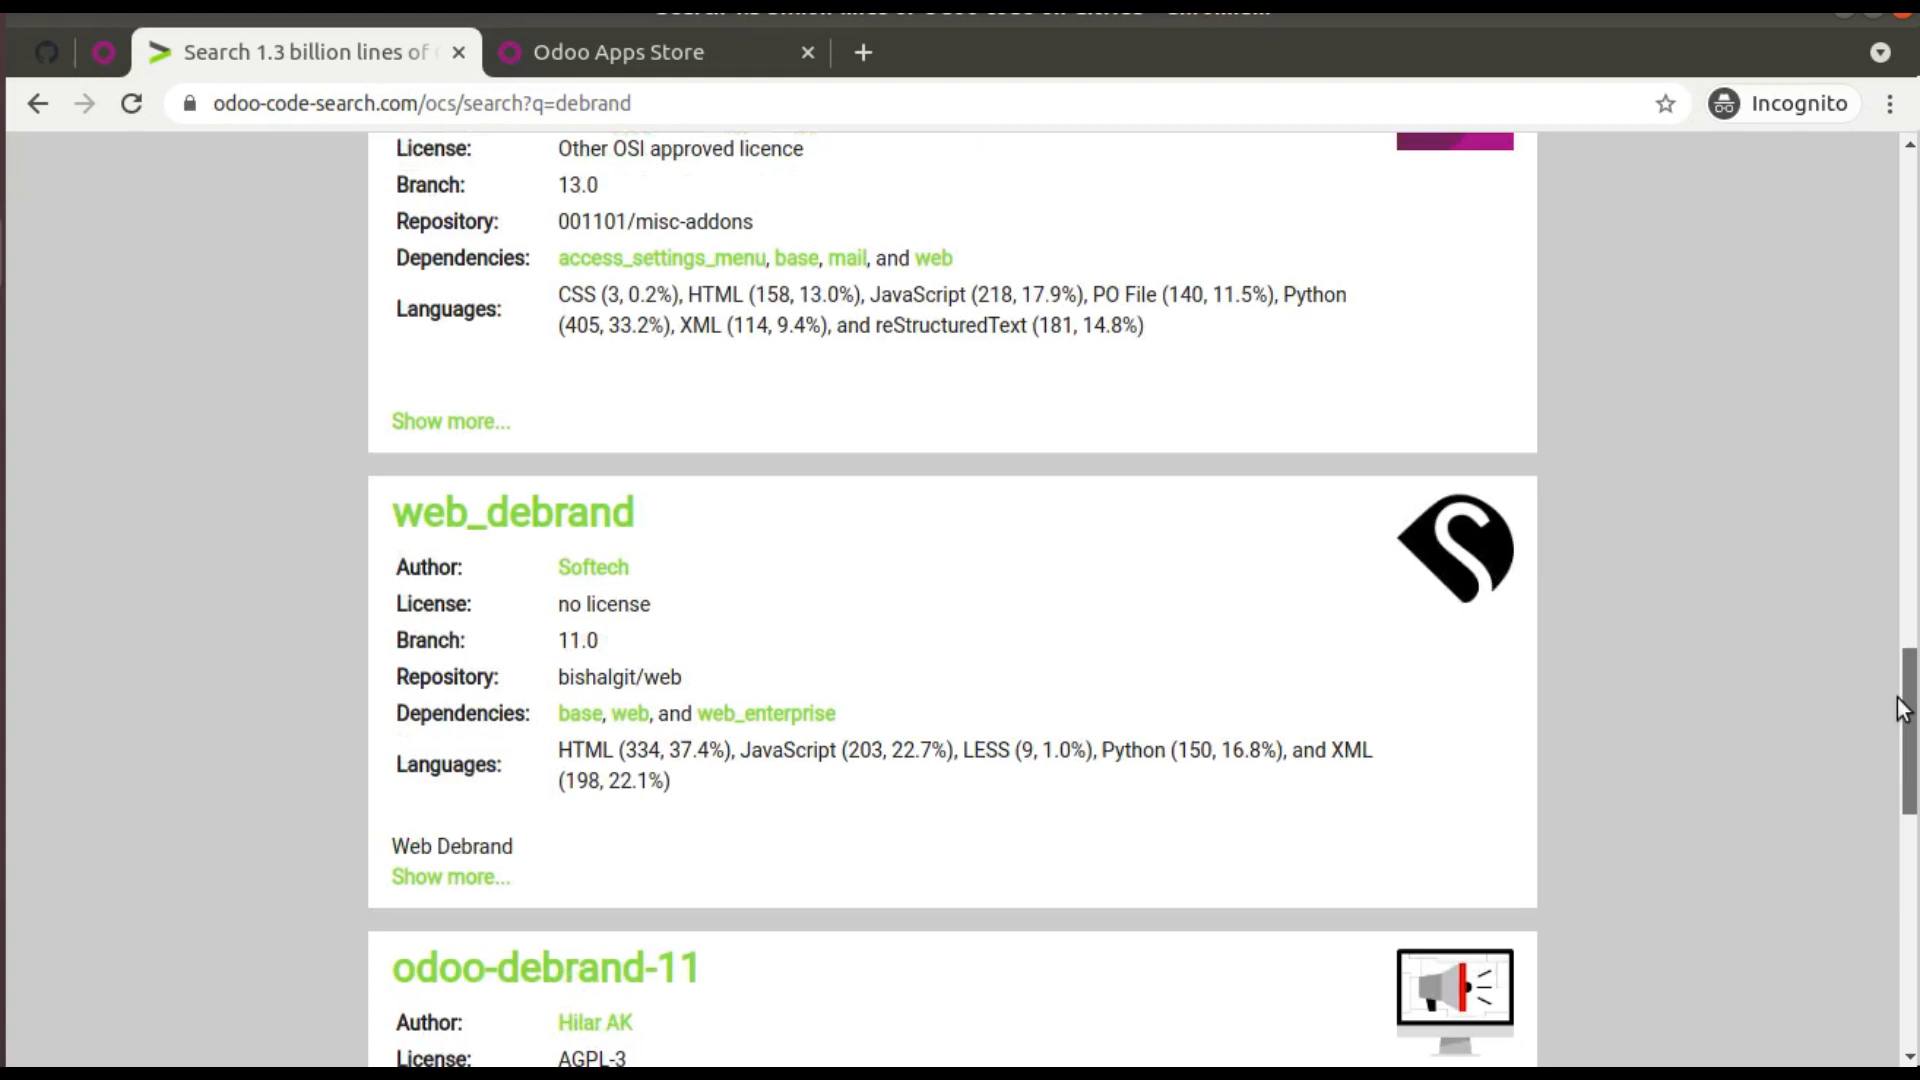 Search 1.3 billion lines of
Odoo Apps Store
odoo-code-search.com/ocs/search?q=debrand
Incognito
License: Other OSI approved licence
Branch: 13.0
Repository: 001101/misc-addons
Dependencies: access_settings_menu, base, mail, and web
Languages: CSS (3, 0.2%), HTML (158, 13.0%), JavaScript (218, 17.9%), PO File (140, 11.5%), Python
(405, 33.2%), XML (114, 9.4%), and reStructuredText (181, 14.8%)
Show more...
web_debrand
Author: Softech
License: no license
Branch: 11.0
Repository: bishalgit/web
Dependencies: base, web, and web_enterprise
Languages: HTML (334, 37.4%), JavaScript (203, 22.7%), LESS (9, 1.0%), Python (150, 16.8%), and XML
(198, 22.1%)
Web Debrand
Show more...
odoo-debrand-11
Author: Hilar AK
License: AGPL-3